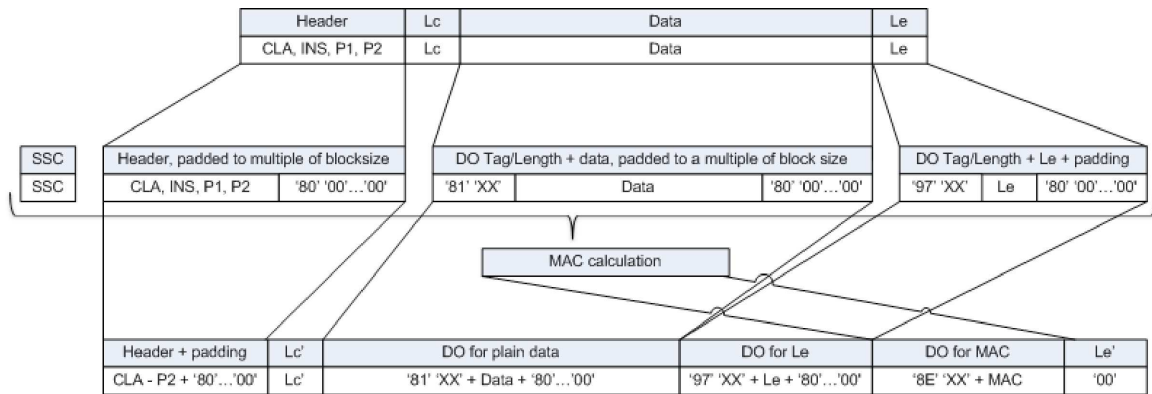 Header Lc Data Le
CLA, INS, P1, P2 Lc Data Le
SSC Header, padded to multiple of blocksize DO Tag/Length + data, padded to a multiple of block size DO Tag/Length + Le + padding
SSC CLA, INS, P1, P2 ‘80’ ‘00’…’00’ ‘81’ ‘XX’ Data ‘80’ ‘00’…’00’ ‘97’ ‘XX’ Le ‘80’ ‘00’…’00’
MAC calculation
Header + padding Lc’ DO for plain data DO for Le DO for MAC Le’
CLA - P2 + ‘80’…’00’ Lc’ ‘81’ ‘XX’ + Data + ‘80’…’00’ ‘97’ ‘XX’ + Le + ‘80’…’00’ ‘8E’ ‘XX’ + MAC ‘00’